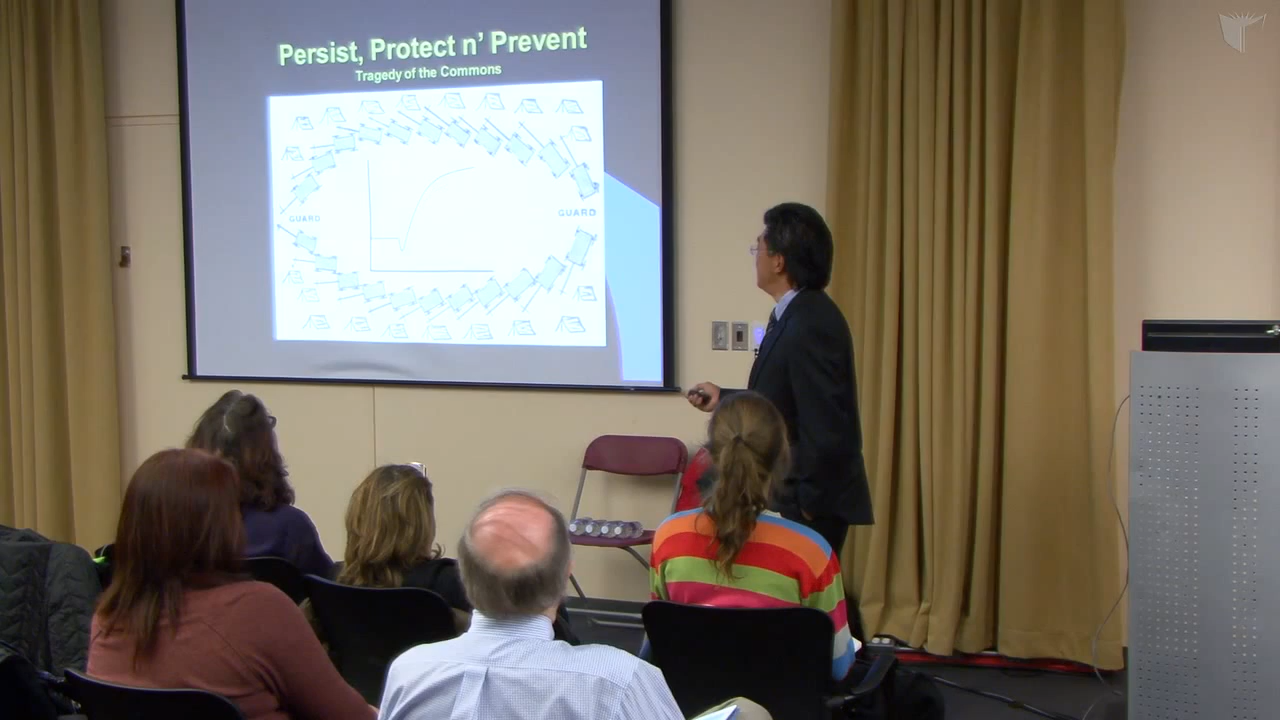 Persist, Protect n' Prevent
Tragedy of the Commons
GUARD
GUARD